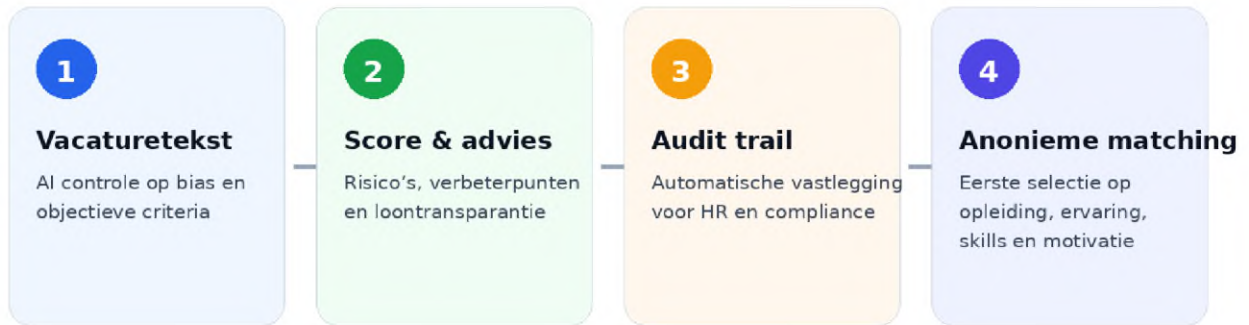 1
Vacaturetekst
AI controle op bias en
objectieve criteria
2
Score & advies
Risico’s, verbeterpunten
en loontransparantie
3
Audit trail
Automatische vastlegging
voor HR en compliance
4
Anonieme matching
Eerste selectie op
opleiding, ervaring,
skills en motivatie